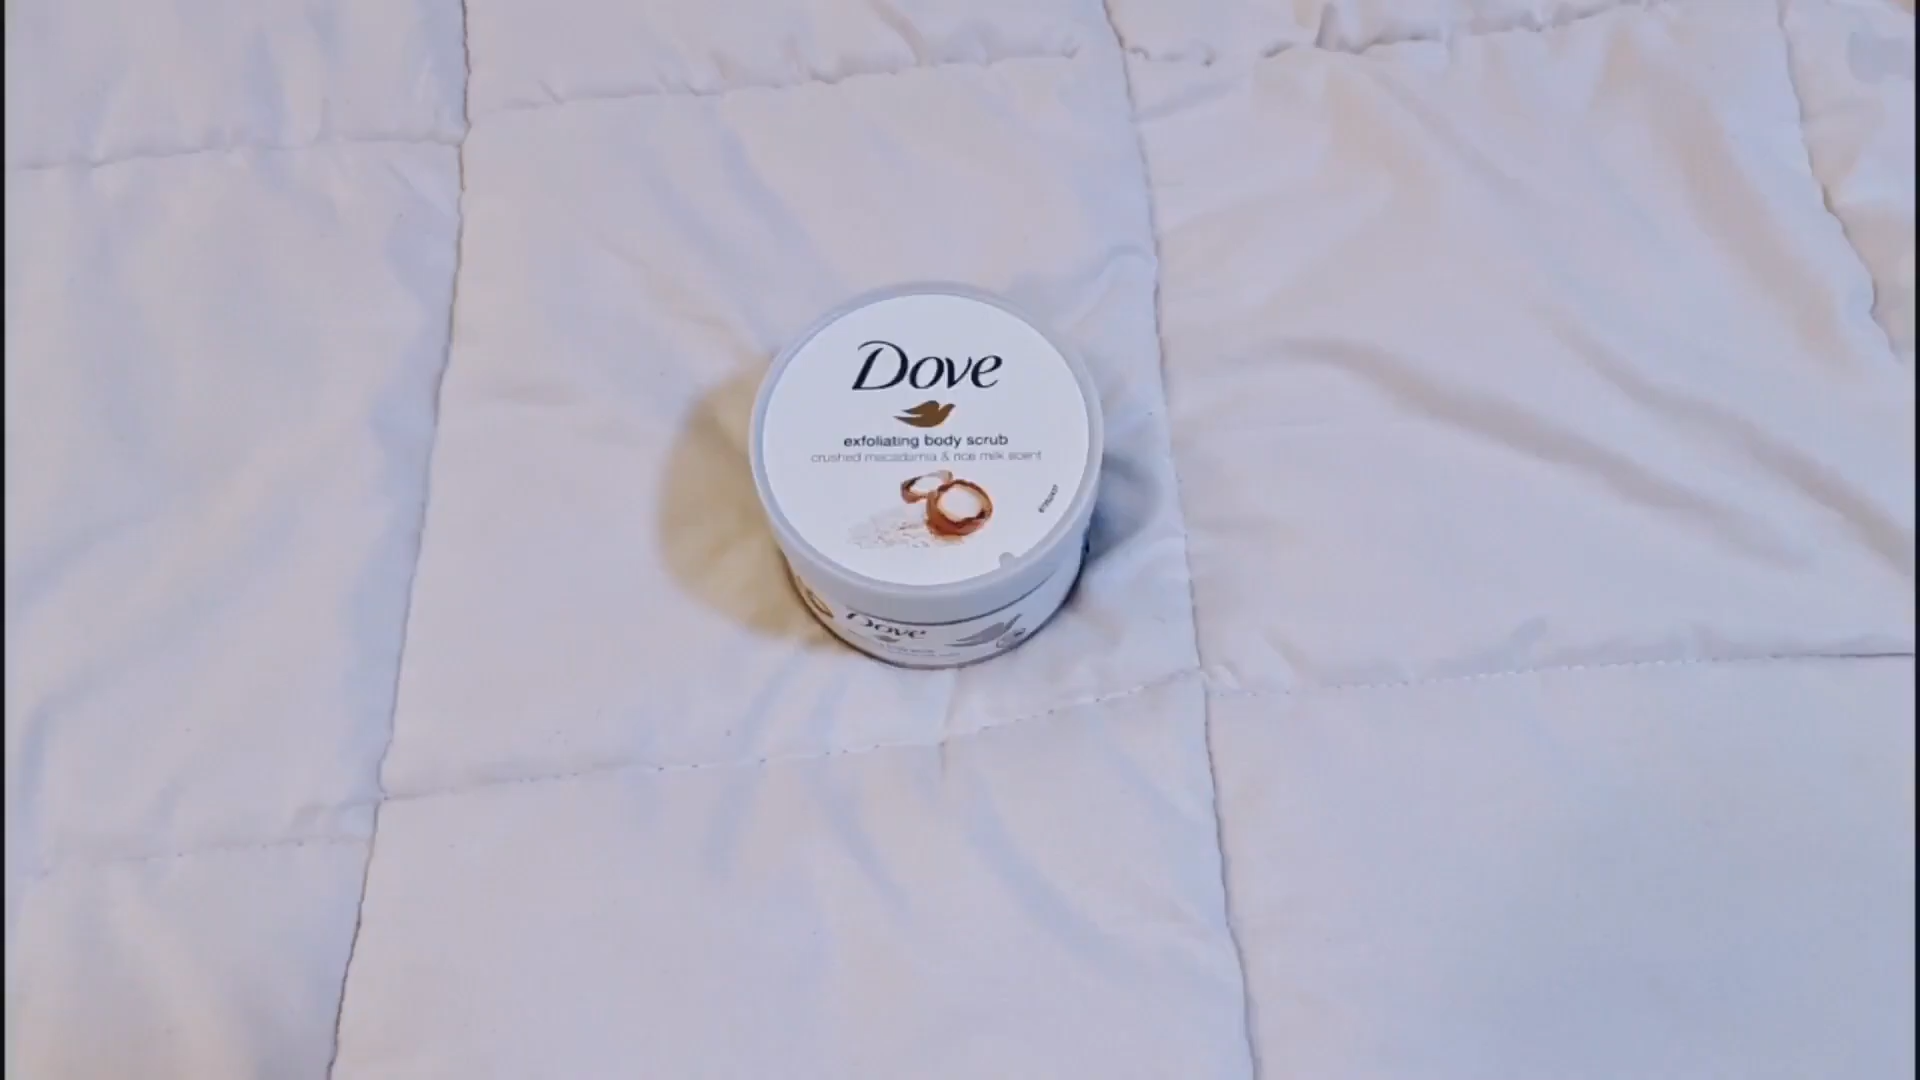 Dove
exfoliating body scrub
crushed macadamia & rice milk scent
Dove